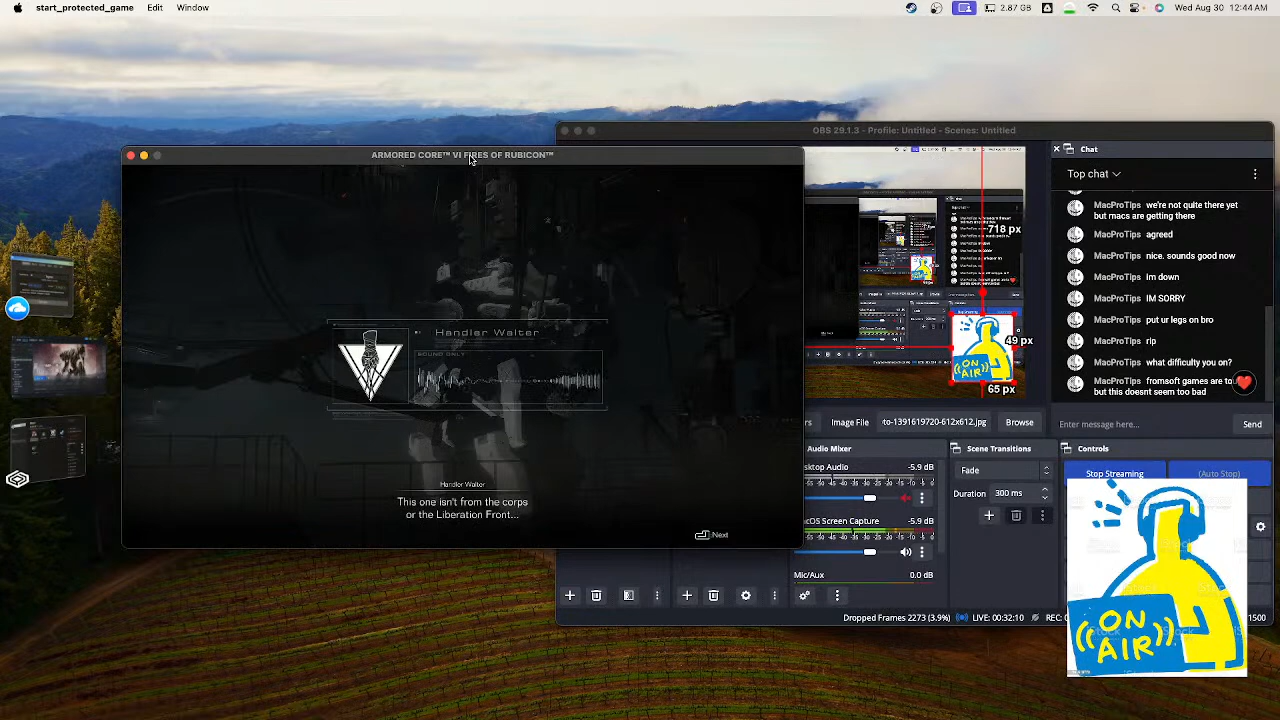 start_protected_game Edit Window
2.87 GB Wed Aug 30 12:44 AM
OBS 29.1.3 - Profile: Untitled - Scenes: Untitled
ARMORED CORE™ VI FIRES OF RUBICON™
Handler Walter
SOUND ONLY
Handler Walter
This one isn't from the corps
or the Liberation Front...
Next
718 px
49 px
65 px
Chat
Top chat
MacProTips we're not quite there yet
but macs are getting there
MacProTips agreed
MacProTips nice. sounds good now
MacProTips im down
MacProTips IM SORRY
MacProTips put ur legs on bro
MacProTips rip
MacProTips what difficulty you on?
MacProTips fromsoft games are to
but this doesnt seem too bad
Enter message here... Send
Image File to-1391619720-612x612.jpg Browse
Audio Mixer
sktop Audio -5.9 dB
cOS Screen Capture -5.9 dB
Mic/Aux 0.0 dB
Scene Transitions
Fade
Duration 300 ms
Controls
Stop Streaming (Auto Stop)
Dropped Frames 2273 (3.9%) LIVE: 00:32:10 REC: 1500
ON
AIR
ON
AIR